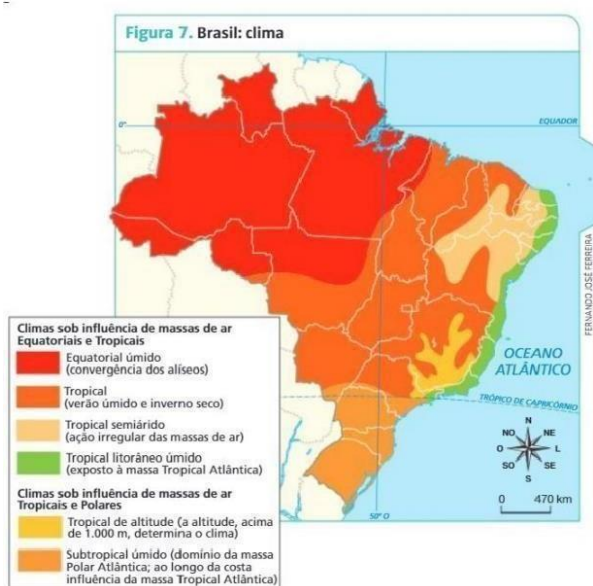 Figura 7. Brasil: clima
0°
EQUADOR
FERNANDO JOSÉ FERREIRA
OCEANO
ATLÂNTICO
TRÓPICO DE CAPRICÓRNIO
N
NO
NE
O
L
SO
SE
S
0 470 km
50° O
Climas sob influência de massas de ar
Equatoriais e Tropicais
Equatorial úmido
(convergência dos alíseos)
Tropical
(verão úmido e inverno seco)
Tropical semiárido
(ação irregular das massas de ar)
Tropical litorâneo úmido
(exposto à massa Tropical Atlântica)
Climas sob influência de massas de ar
Tropicais e Polares
Tropical de altitude (a altitude, acima
de 1.000 m, determina o clima)
Subtropical úmido (domínio da massa
Polar Atlântica; ao longo da costa
influência da massa Tropical Atlântica)